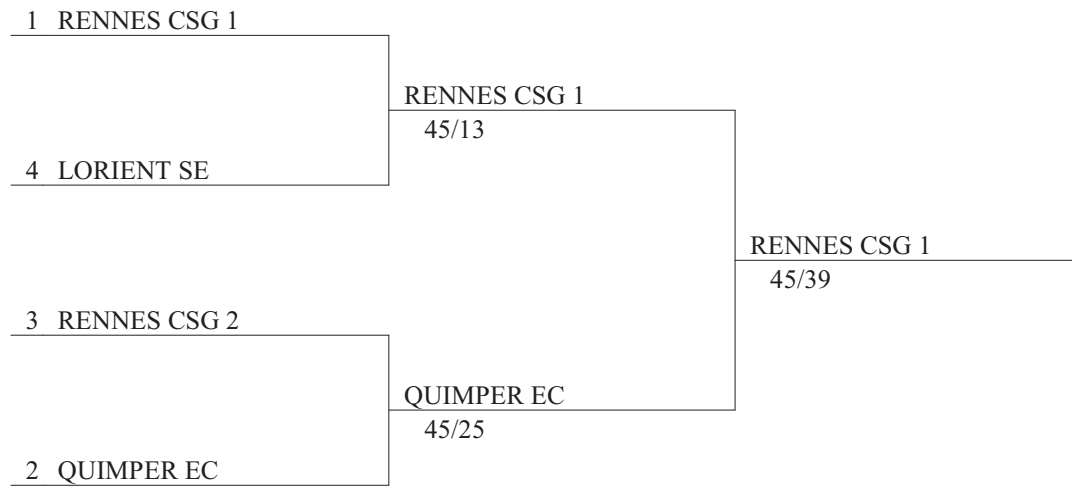 1 RENNES CSG 1
RENNES CSG 1
45/13
4 LORIENT SE
RENNES CSG 1
45/39
3 RENNES CSG 2
QUIMPER EC
45/25
2 QUIMPER EC